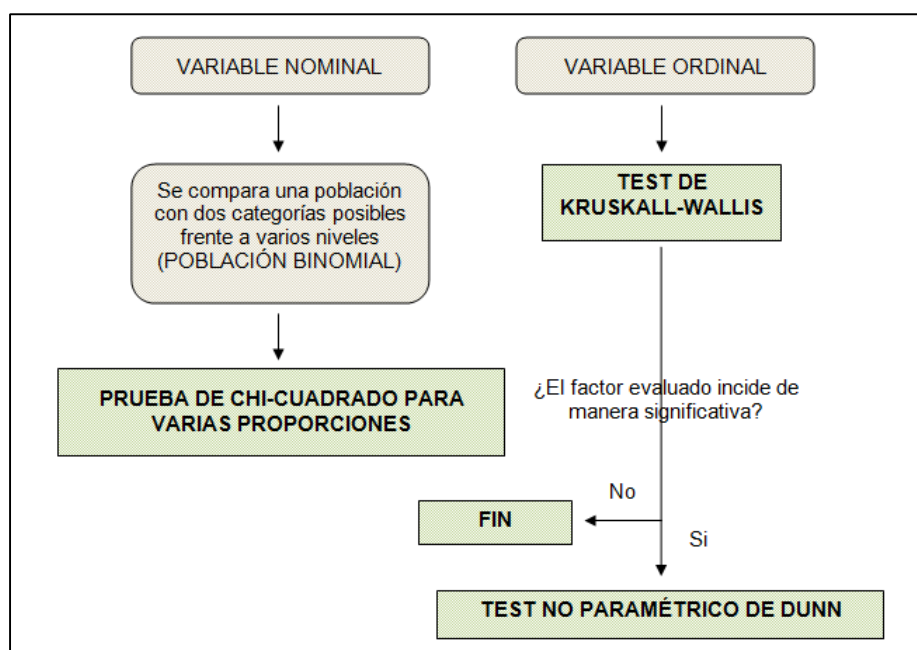 VARIABLE NOMINAL
Se compara una población
con dos categorías posibles
frente a varios niveles
(POBLACIÓN BINOMIAL)
PRUEBA DE CHI-CUADRADO PARA
VARIAS PROPORCIONES
VARIABLE ORDINAL
TEST DE
KRUSKALL-WALLIS
¿El factor evaluado incide de
manera significativa?
No
FIN
Si
TEST NO PARAMÉTRICO DE DUNN